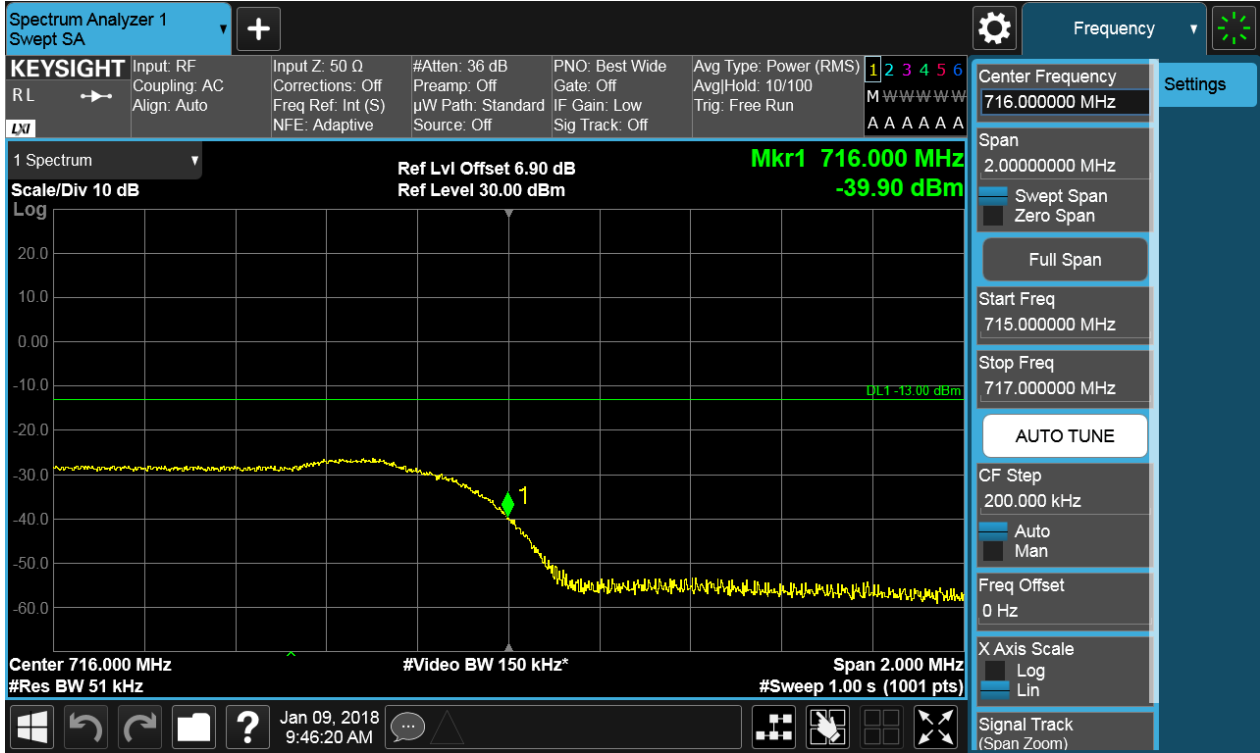 Spectrum Analyzer 1
Swept SA
Frequency
KEYSIGHT
R L
LXI
Input: RF
Coupling: AC
Align: Auto
Input Z: 50 Ω
Corrections: Off
Freq Ref: Int (S)
NFE: Adaptive
#Atten: 36 dB
Preamp: Off
µW Path: Standard
Source: Off
PNO: Best Wide
Gate: Off
IF Gain: Low
Sig Track: Off
Avg Type: Power (RMS)
Avg|Hold: 10/100
Trig: Free Run
1 2 3 4 5 6
M W W W W W
A A A A A A
1 Spectrum
Scale/Div 10 dB
Log
Ref Lvl Offset 6.90 dB
Ref Level 30.00 dBm
Mkr1 716.000 MHz
-39.90 dBm
20.0
10.0
0.00
-10.0
DL1 -13.00 dBm
-20.0
-30.0
1
-40.0
-50.0
-60.0
Center 716.000 MHz
#Video BW 150 kHz*
Span 2.000 MHz
#Res BW 51 kHz
#Sweep 1.00 s (1001 pts)
Jan 09, 2018
9:46:20 AM
?
Center Frequency
716.000000 MHz
Settings
Span
2.00000000 MHz
Swept Span
Zero Span
Full Span
Start Freq
715.000000 MHz
Stop Freq
717.000000 MHz
AUTO TUNE
CF Step
200.000 kHz
Auto
Man
Freq Offset
0 Hz
X Axis Scale
Log
Lin
Signal Track
(Span Zoom)